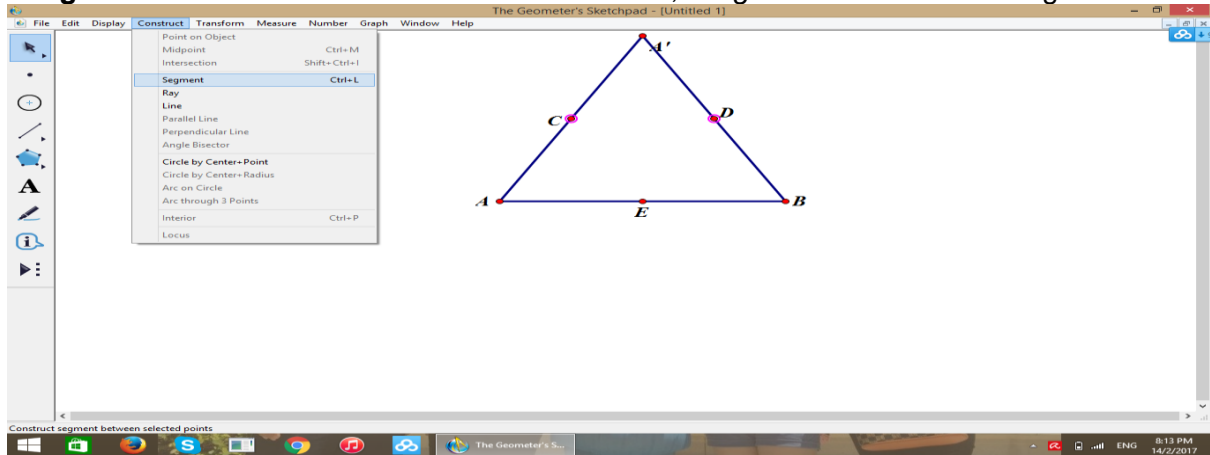 The Geometer's Sketchpad - [Untitled 1]
File Edit Display Construct Transform Measure Number Graph Window Help
Point on Object
Midpoint Ctrl+M
Intersection Shift+Ctrl+I
Segment Ctrl+L
Ray
Line
Parallel Line
Perpendicular Line
Angle Bisector
Circle by Center+Point
Circle by Center+Radius
Arc on Circle
Arc through 3 Points
Interior Ctrl+P
Locus
A'
C D
A B
E
A
Construct segment between selected points
The Geometer's S...
ENG 8:13 PM
14/2/2017